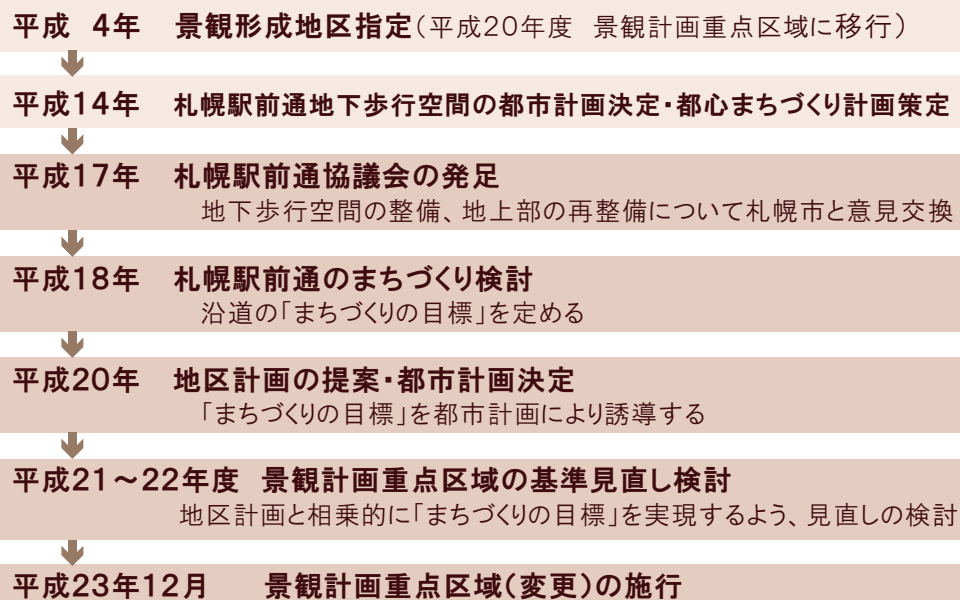 平成 4年 景観形成地区指定(平成20年度 景観計画重点区域に移行)
平成14年 札幌駅前通地下歩行空間の都市計画決定・都心まちづくり計画策定
平成17年 札幌駅前通協議会の発足
地下歩行空間の整備、地上部の再整備について札幌市と意見交換
平成18年 札幌駅前通のまちづくり検討
沿道の「まちづくりの目標」を定める
平成20年 地区計画の提案・都市計画決定
「まちづくりの目標」を都市計画により誘導する
平成21～22年度 景観計画重点区域の基準見直し検討
地区計画と相乗的に「まちづくりの目標」を実現するよう、見直しの検討
平成23年12月 景観計画重点区域(変更)の施行